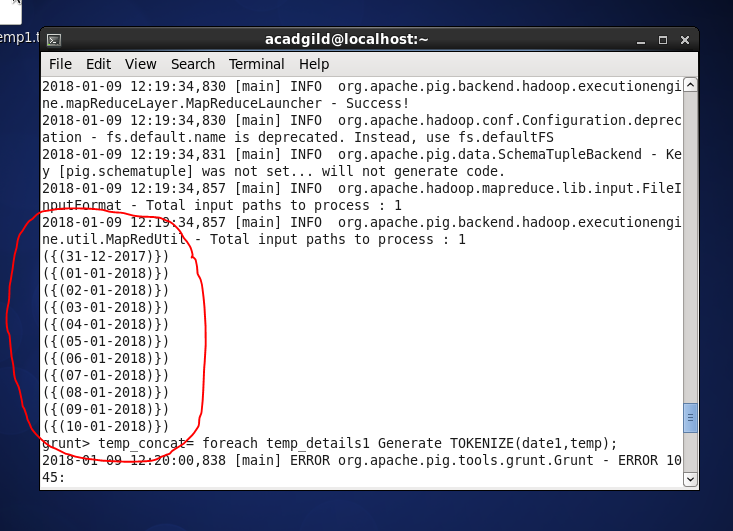 emp1.t
acadgild@localhost:~
File Edit View Search Terminal Help
2018-01-09 12:19:34,830 [main] INFO  org.apache.pig.backend.hadoop.executionengi
ne.mapReduceLayer.MapReduceLauncher - Success!
2018-01-09 12:19:34,830 [main] INFO  org.apache.hadoop.conf.Configuration.deprec
ation - fs.default.name is deprecated. Instead, use fs.defaultFS
2018-01-09 12:19:34,831 [main] INFO  org.apache.pig.data.SchemaTupleBackend - Ke
y [pig.schematuple] was not set... will not generate code.
2018-01-09 12:19:34,857 [main] INFO  org.apache.hadoop.mapreduce.lib.input.FileI
nputFormat - Total input paths to process : 1
2018-01-09 12:19:34,857 [main] INFO  org.apache.pig.backend.hadoop.executionengi
ne.util.MapRedUtil - Total input paths to process : 1
({(31-12-2017)})
({(01-01-2018)})
({(02-01-2018)})
({(03-01-2018)})
({(04-01-2018)})
({(05-01-2018)})
({(06-01-2018)})
({(07-01-2018)})
({(08-01-2018)})
({(09-01-2018)})
({(10-01-2018)})
grunt> temp_concat= foreach temp_details1 Generate TOKENIZE(date1,temp);
2018-01-09 12:20:00,838 [main] ERROR org.apache.pig.tools.grunt.Grunt - ERROR 10
45: